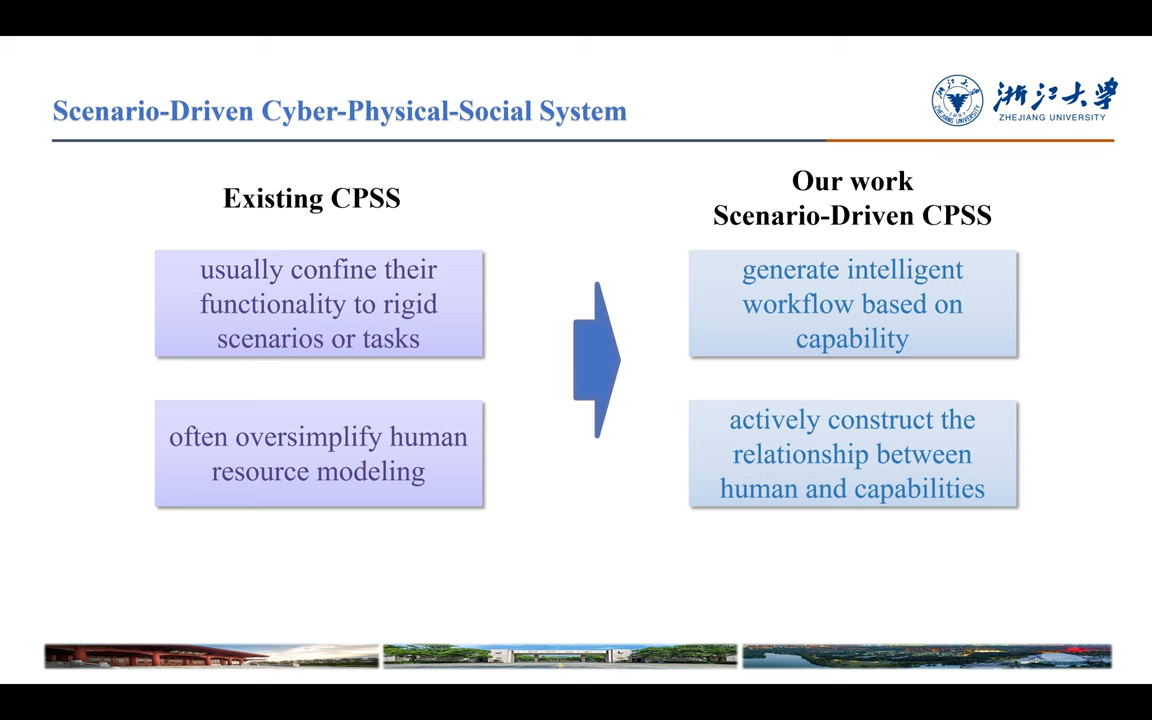 Scenario-Driven Cyber-Physical-Social System
浙江大学
ZHEJIANG UNIVERSITY
Existing CPSS
Our work
Scenario-Driven CPSS
usually confine their
functionality to rigid
scenarios or tasks
generate intelligent
workflow based on
capability
often oversimplify human
resource modeling
actively construct the
relationship between
human and capabilities